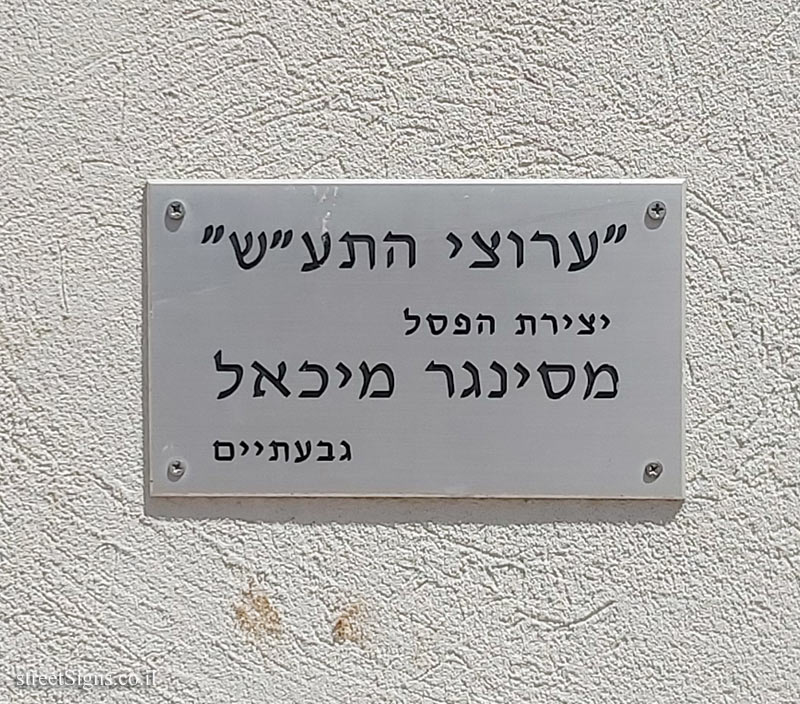 "ערוצי התע"ש"
יצירת הפסל
מסינגר מיכאל
גבעתיים
streetSigns.co.il